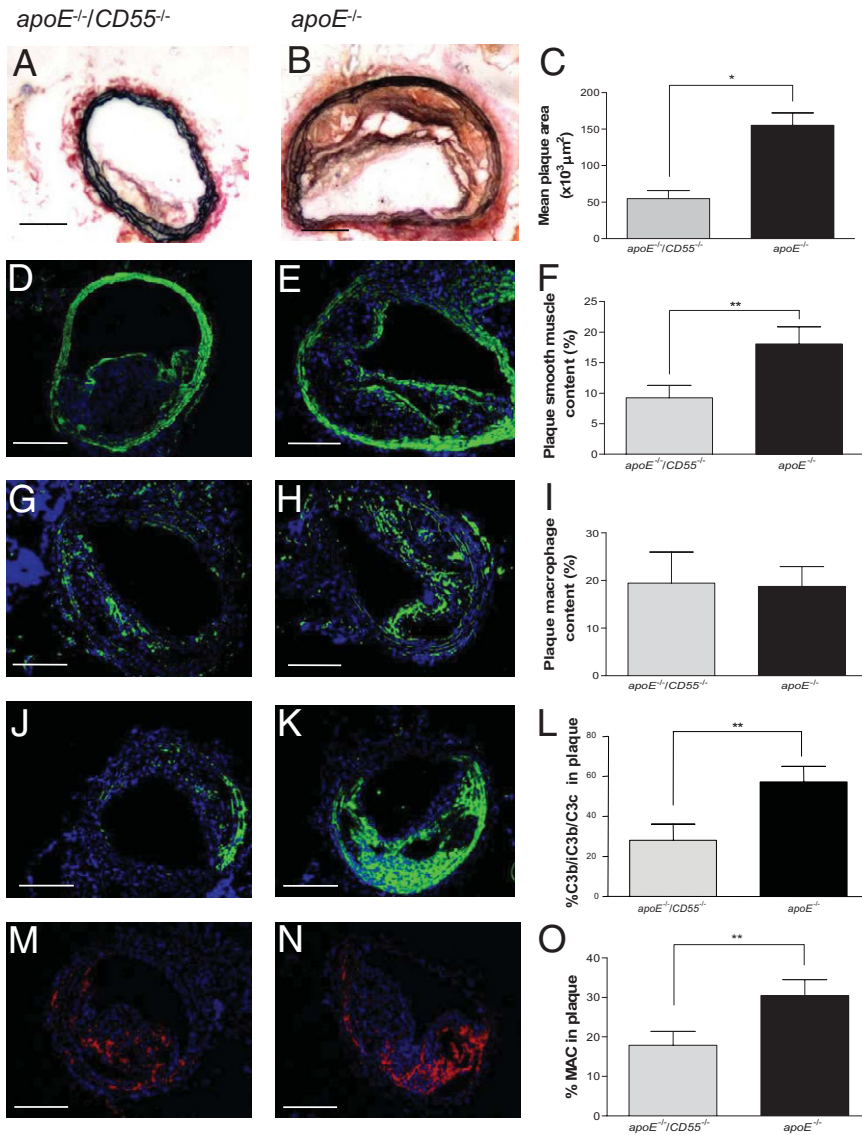 apoE-/-/CD55-/- apoE-/-
A
B
C
*
200
150
100
50
0
Mean plaque area
(x10³µm²)
apoE-/-/CD55-/- apoE-/-
D
E
F
**
25
20
15
10
5
0
Plaque smooth muscle
content (%)
apoE-/-/CD55-/- apoE-/-
G
H
I
30
20
10
0
Plaque macrophage
content (%)
apoE-/-/CD55-/- apoE-/-
J
K
L
**
80
60
40
20
0
%C3b/iC3b/C3c in plaque
apoE-/-/CD55-/- apoE-/-
M
N
O
**
40
30
20
10
0
% MAC in plaque
apoE-/-/CD55-/- apoE-/-